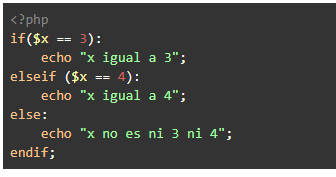 <?php
if($x == 3):
    echo "x igual a 3";
elseif ($x == 4):
    echo "x igual a 4";
else:
    echo "x no es ni 3 ni 4";
endif;